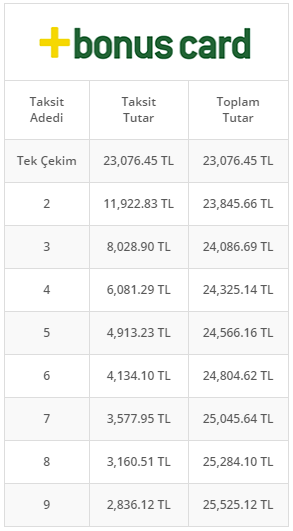 +bonus card
Taksit Adedi Taksit Tutar Toplam Tutar
Tek Çekim 23,076.45 TL 23,076.45 TL
2 11,922.83 TL 23,845.66 TL
3 8,028.90 TL 24,086.69 TL
4 6,081.29 TL 24,325.14 TL
5 4,913.23 TL 24,566.16 TL
6 4,134.10 TL 24,804.62 TL
7 3,577.95 TL 25,045.64 TL
8 3,160.51 TL 25,284.10 TL
9 2,836.12 TL 25,525.12 TL